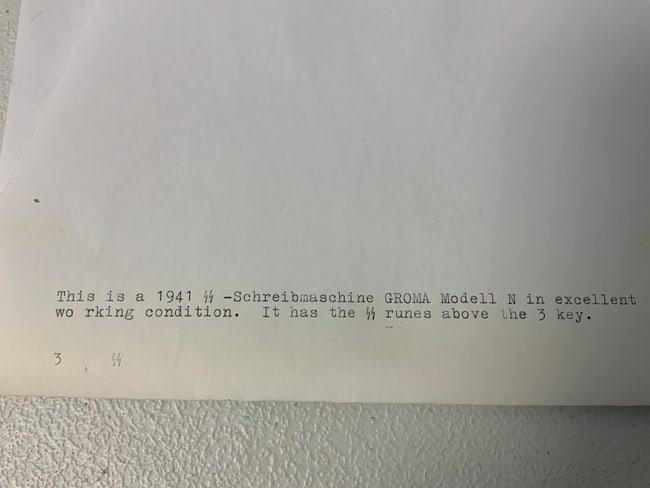 This is a 1941 ᛋᛋ -Schreibmaschine GROMA Modell N in excellent
wo rking condition.  It has the ᛋᛋ runes above the 3 key.
3 ᛋᛋ